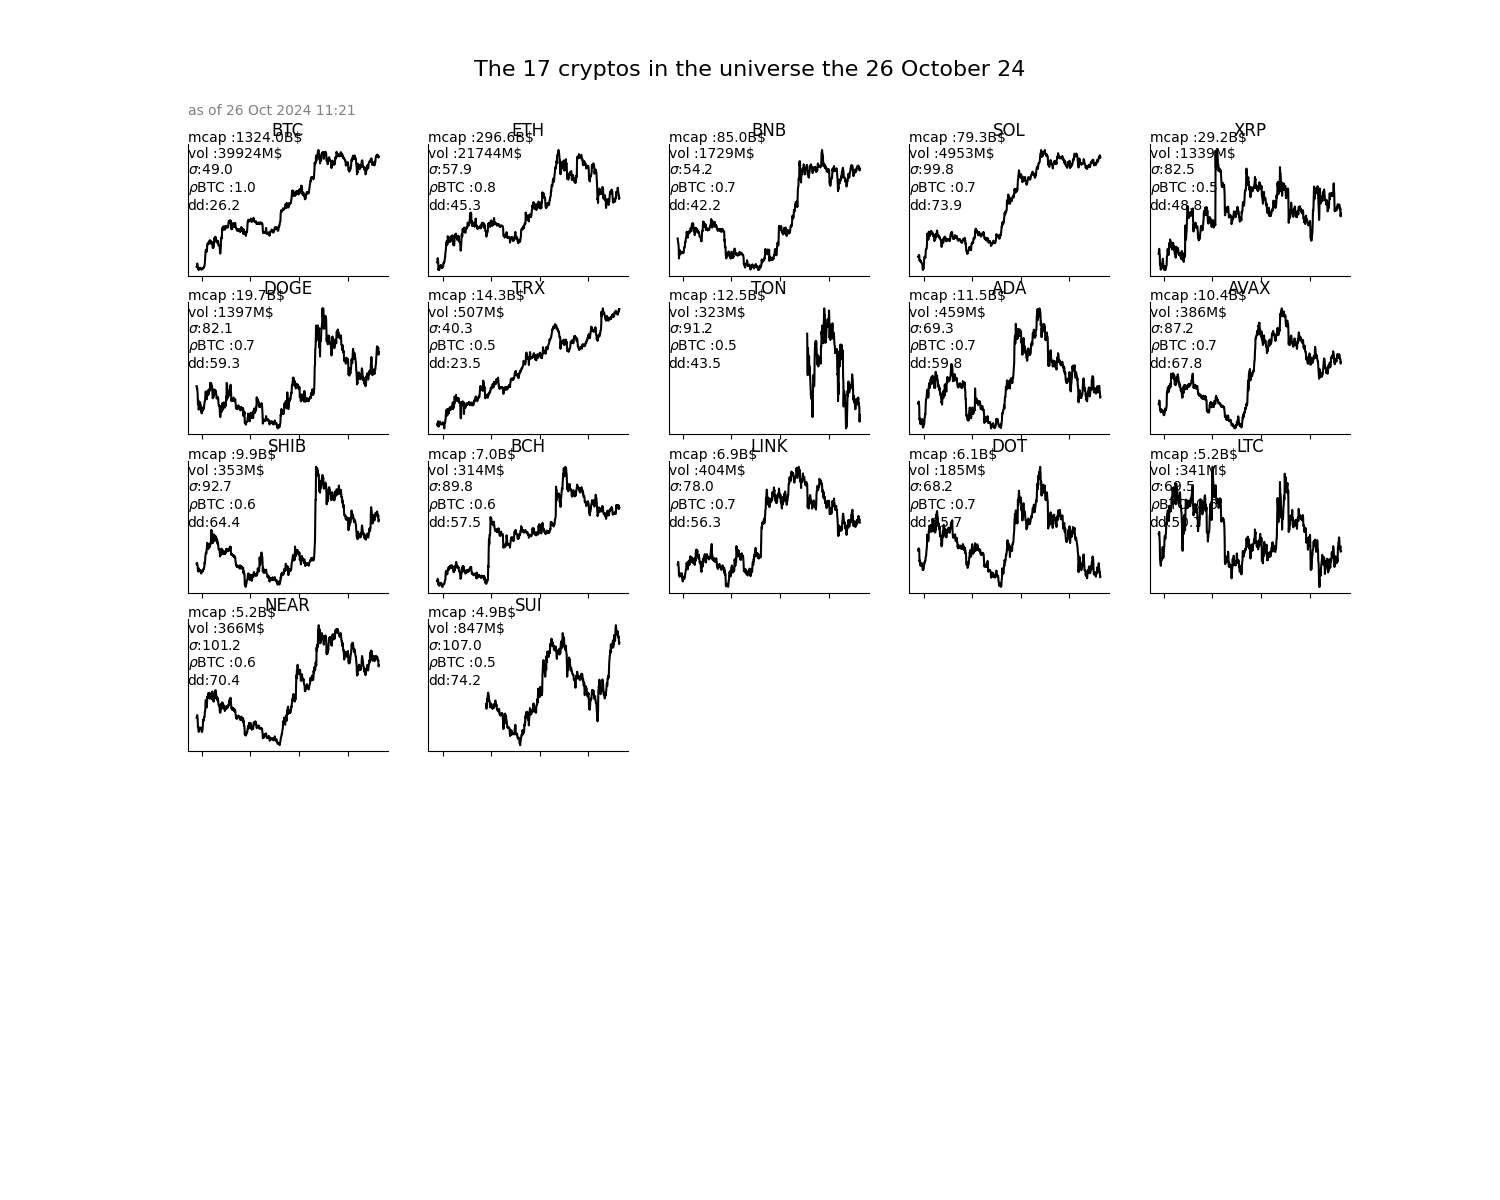 The 17 cryptos in the universe the 26 October 24
as of 26 Oct 2024 11:21
BTC
mcap :1324.0B$
vol :39924M$
σ:49.0
ρBTC :1.0
dd:26.2
ETH
mcap :296.6B$
vol :21744M$
σ:57.9
ρBTC :0.8
dd:45.3
BNB
mcap :85.0B$
vol :1729M$
σ:54.2
ρBTC :0.7
dd:42.2
SOL
mcap :79.3B$
vol :4953M$
σ:99.8
ρBTC :0.7
dd:73.9
XRP
mcap :29.2B$
vol :1339M$
σ:82.5
ρBTC :0.5
dd:48.8
DOGE
mcap :19.7B$
vol :1397M$
σ:82.1
ρBTC :0.7
dd:59.3
TRX
mcap :14.3B$
vol :507M$
σ:40.3
ρBTC :0.5
dd:23.5
TON
mcap :12.5B$
vol :323M$
σ:91.2
ρBTC :0.5
dd:43.5
ADA
mcap :11.5B$
vol :459M$
σ:69.3
ρBTC :0.7
dd:59.8
AVAX
mcap :10.4B$
vol :386M$
σ:87.2
ρBTC :0.7
dd:67.8
SHIB
mcap :9.9B$
vol :353M$
σ:92.7
ρBTC :0.6
dd:64.4
BCH
mcap :7.0B$
vol :314M$
σ:89.8
ρBTC :0.6
dd:57.5
LINK
mcap :6.9B$
vol :404M$
σ:78.0
ρBTC :0.7
dd:56.3
DOT
mcap :6.1B$
vol :185M$
σ:68.2
ρBTC :0.7
LTC
mcap :5.2B$
vol :341M$
σ:69.5
NEAR
mcap :5.2B$
vol :366M$
σ:101.2
ρBTC :0.6
dd:70.4
SUI
mcap :4.9B$
vol :847M$
σ:107.0
ρBTC :0.5
dd:74.2